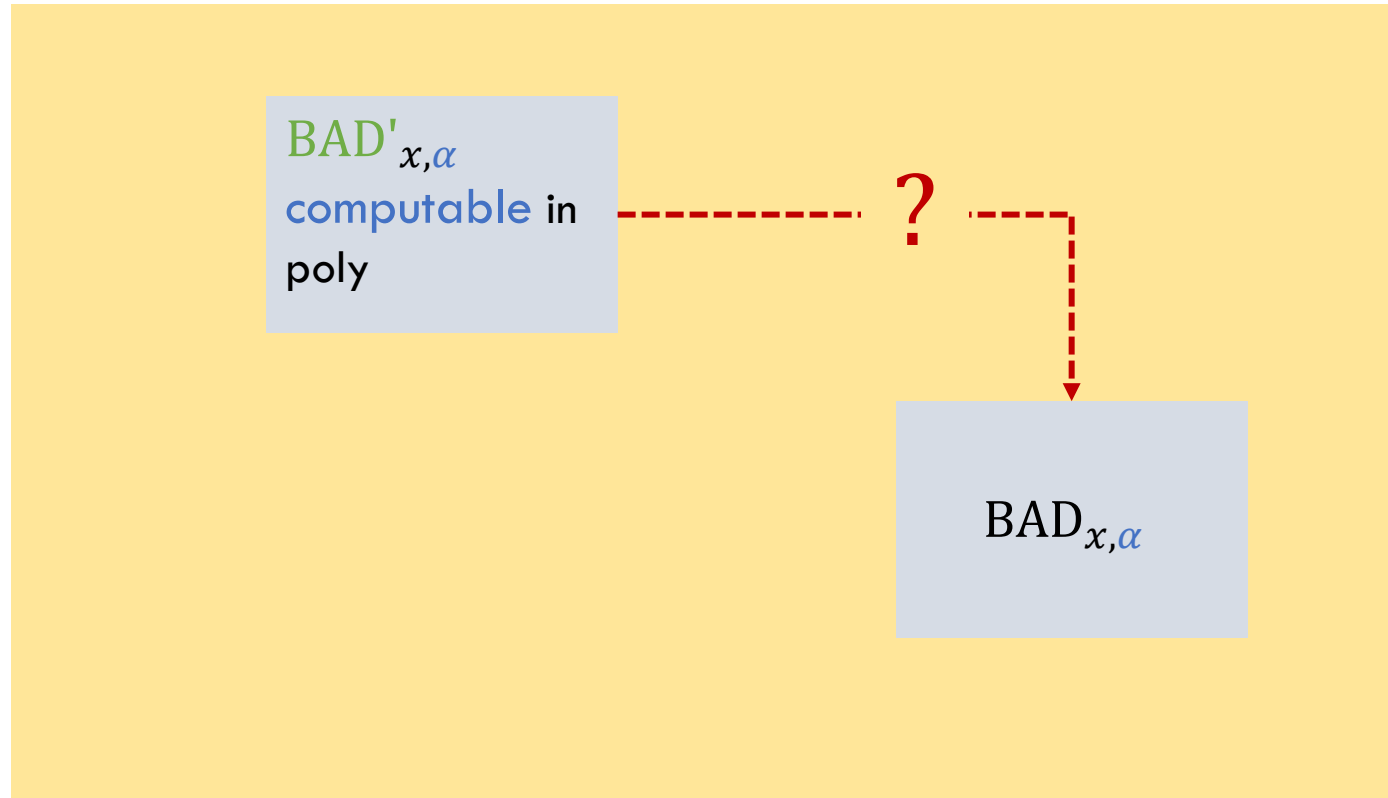 BAD'x,α
computable in
poly
?
BADx,α